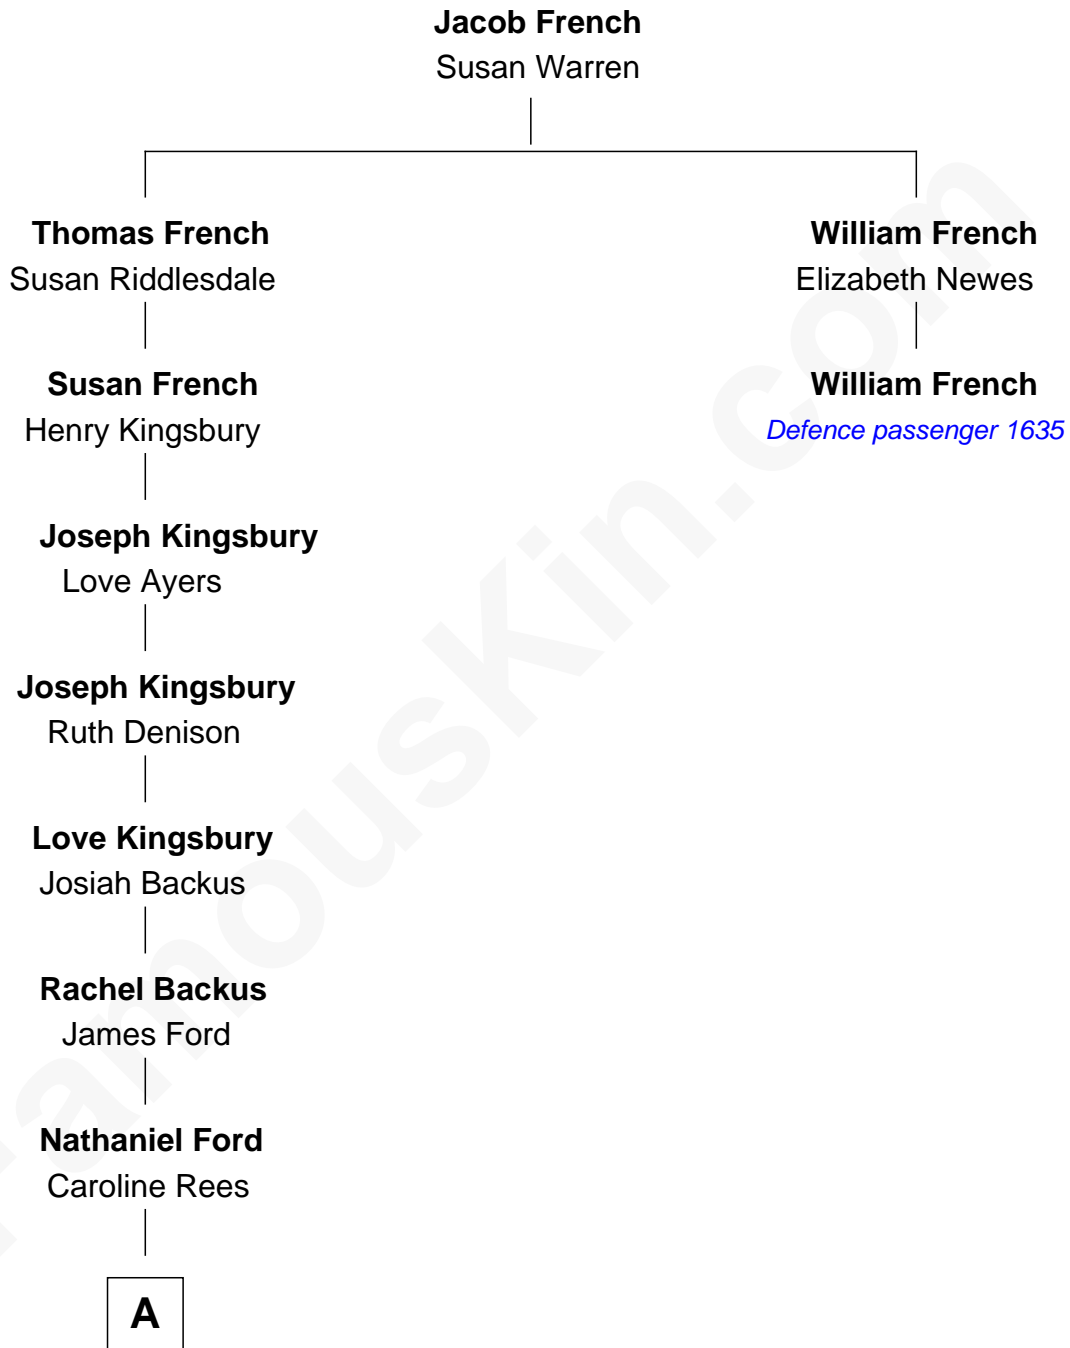 Jacob French
Susan Warren
Thomas French
Susan Riddlesdale
William French
Elizabeth Newes
Susan French
Henry Kingsbury
William French
Defence passenger 1635
Joseph Kingsbury
Love Ayers
Joseph Kingsbury
Ruth Denison
Love Kingsbury
Josiah Backus
Rachel Backus
James Ford
Nathaniel Ford
Caroline Rees
A
FamousKin.com